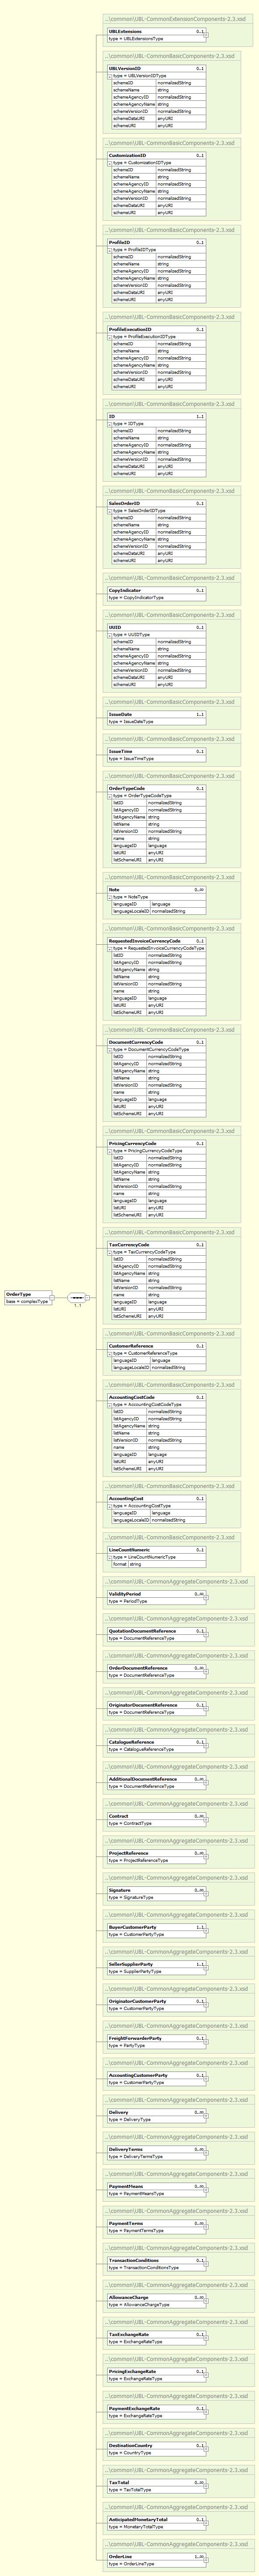 ..\common\UBL-CommonExtensionComponents-2.3.xsd
UBLExtensions 0..1
type = UBLExtensionsType
..\common\UBL-CommonBasicComponents-2.3.xsd
UBLVersionID 0..1
type = UBLVersionIDType
schemeID normalizedString
schemeName string
schemeAgencyID normalizedString
schemeAgencyName string
schemeVersionID normalizedString
schemeDataURI anyURI
schemeURI anyURI
..\common\UBL-CommonBasicComponents-2.3.xsd
CustomizationID 0..1
type = CustomizationIDType
schemeID normalizedString
schemeName string
schemeAgencyID normalizedString
schemeAgencyName string
schemeVersionID normalizedString
schemeDataURI anyURI
schemeURI anyURI
..\common\UBL-CommonBasicComponents-2.3.xsd
ProfileID 0..1
type = ProfileIDType
schemeID normalizedString
schemeName string
schemeAgencyID normalizedString
schemeAgencyName string
schemeVersionID normalizedString
schemeDataURI anyURI
schemeURI anyURI
..\common\UBL-CommonBasicComponents-2.3.xsd
ProfileExecutionID 0..1
type = ProfileExecutionIDType
schemeID normalizedString
schemeName string
schemeAgencyID normalizedString
schemeAgencyName string
schemeVersionID normalizedString
schemeDataURI anyURI
schemeURI anyURI
..\common\UBL-CommonBasicComponents-2.3.xsd
ID 1..1
type = IDType
schemeID normalizedString
schemeName string
schemeAgencyID normalizedString
schemeAgencyName string
schemeVersionID normalizedString
schemeDataURI anyURI
schemeURI anyURI
..\common\UBL-CommonBasicComponents-2.3.xsd
SalesOrderID 0..1
type = SalesOrderIDType
schemeID normalizedString
schemeName string
schemeAgencyID normalizedString
schemeAgencyName string
schemeVersionID normalizedString
schemeDataURI anyURI
schemeURI anyURI
..\common\UBL-CommonBasicComponents-2.3.xsd
CopyIndicator 0..1
type = CopyIndicatorType
..\common\UBL-CommonBasicComponents-2.3.xsd
UUID 0..1
type = UUIDType
schemeID normalizedString
schemeName string
schemeAgencyID normalizedString
schemeAgencyName string
schemeVersionID normalizedString
schemeDataURI anyURI
schemeURI anyURI
..\common\UBL-CommonBasicComponents-2.3.xsd
IssueDate 1..1
type = IssueDateType
..\common\UBL-CommonBasicComponents-2.3.xsd
IssueTime 0..1
type = IssueTimeType
..\common\UBL-CommonBasicComponents-2.3.xsd
OrderTypeCode 0..1
type = OrderTypeCodeType
listID normalizedString
listAgencyID normalizedString
listAgencyName string
listName string
listVersionID normalizedString
name string
languageID language
listURI anyURI
listSchemeURI anyURI
..\common\UBL-CommonBasicComponents-2.3.xsd
Note 0..∞
type = NoteType
languageID language
languageLocaleID normalizedString
..\common\UBL-CommonBasicComponents-2.3.xsd
RequestedInvoiceCurrencyCode 0..1
type = RequestedInvoiceCurrencyCodeType
listID normalizedString
listAgencyID normalizedString
listAgencyName string
listName string
listVersionID normalizedString
name string
languageID language
listURI anyURI
listSchemeURI anyURI
..\common\UBL-CommonBasicComponents-2.3.xsd
DocumentCurrencyCode 0..1
type = DocumentCurrencyCodeType
listID normalizedString
listAgencyID normalizedString
listAgencyName string
listName string
listVersionID normalizedString
name string
languageID language
listURI anyURI
listSchemeURI anyURI
..\common\UBL-CommonBasicComponents-2.3.xsd
PricingCurrencyCode 0..1
type = PricingCurrencyCodeType
listID normalizedString
listAgencyID normalizedString
listAgencyName string
listName string
listVersionID normalizedString
name string
languageID language
listURI anyURI
listSchemeURI anyURI
..\common\UBL-CommonBasicComponents-2.3.xsd
TaxCurrencyCode 0..1
type = TaxCurrencyCodeType
listID normalizedString
listAgencyID normalizedString
listAgencyName string
listName string
listVersionID normalizedString
name string
languageID language
listURI anyURI
listSchemeURI anyURI
OrderType
base = complexType
1..1
..\common\UBL-CommonBasicComponents-2.3.xsd
CustomerReference 0..1
type = CustomerReferenceType
languageID language
languageLocaleID normalizedString
..\common\UBL-CommonBasicComponents-2.3.xsd
AccountingCostCode 0..1
type = AccountingCostCodeType
listID normalizedString
listAgencyID normalizedString
listAgencyName string
listName string
listVersionID normalizedString
name string
languageID language
listURI anyURI
listSchemeURI anyURI
..\common\UBL-CommonBasicComponents-2.3.xsd
AccountingCost 0..1
type = AccountingCostType
languageID language
languageLocaleID normalizedString
..\common\UBL-CommonBasicComponents-2.3.xsd
LineCountNumeric 0..1
type = LineCountNumericType
format string
..\common\UBL-CommonAggregateComponents-2.3.xsd
ValidityPeriod 0..∞
type = PeriodType
..\common\UBL-CommonAggregateComponents-2.3.xsd
QuotationDocumentReference 0..1
type = DocumentReferenceType
..\common\UBL-CommonAggregateComponents-2.3.xsd
OrderDocumentReference 0..∞
type = DocumentReferenceType
..\common\UBL-CommonAggregateComponents-2.3.xsd
OriginatorDocumentReference 0..1
type = DocumentReferenceType
..\common\UBL-CommonAggregateComponents-2.3.xsd
CatalogueReference 0..1
type = CatalogueReferenceType
..\common\UBL-CommonAggregateComponents-2.3.xsd
AdditionalDocumentReference 0..∞
type = DocumentReferenceType
..\common\UBL-CommonAggregateComponents-2.3.xsd
Contract 0..∞
type = ContractType
..\common\UBL-CommonAggregateComponents-2.3.xsd
ProjectReference 0..∞
type = ProjectReferenceType
..\common\UBL-CommonAggregateComponents-2.3.xsd
Signature 0..∞
type = SignatureType
..\common\UBL-CommonAggregateComponents-2.3.xsd
BuyerCustomerParty 1..1
type = CustomerPartyType
..\common\UBL-CommonAggregateComponents-2.3.xsd
SellerSupplierParty 1..1
type = SupplierPartyType
..\common\UBL-CommonAggregateComponents-2.3.xsd
OriginatorCustomerParty 0..1
type = CustomerPartyType
..\common\UBL-CommonAggregateComponents-2.3.xsd
FreightForwarderParty 0..1
type = PartyType
..\common\UBL-CommonAggregateComponents-2.3.xsd
AccountingCustomerParty 0..1
type = CustomerPartyType
..\common\UBL-CommonAggregateComponents-2.3.xsd
Delivery 0..∞
type = DeliveryType
..\common\UBL-CommonAggregateComponents-2.3.xsd
DeliveryTerms 0..∞
type = DeliveryTermsType
..\common\UBL-CommonAggregateComponents-2.3.xsd
PaymentMeans 0..∞
type = PaymentMeansType
..\common\UBL-CommonAggregateComponents-2.3.xsd
PaymentTerms 0..∞
type = PaymentTermsType
..\common\UBL-CommonAggregateComponents-2.3.xsd
TransactionConditions 0..1
type = TransactionConditionsType
..\common\UBL-CommonAggregateComponents-2.3.xsd
AllowanceCharge 0..∞
type = AllowanceChargeType
..\common\UBL-CommonAggregateComponents-2.3.xsd
TaxExchangeRate 0..1
type = ExchangeRateType
..\common\UBL-CommonAggregateComponents-2.3.xsd
PricingExchangeRate 0..1
type = ExchangeRateType
..\common\UBL-CommonAggregateComponents-2.3.xsd
PaymentExchangeRate 0..1
type = ExchangeRateType
..\common\UBL-CommonAggregateComponents-2.3.xsd
DestinationCountry 0..1
type = CountryType
..\common\UBL-CommonAggregateComponents-2.3.xsd
TaxTotal 0..∞
type = TaxTotalType
..\common\UBL-CommonAggregateComponents-2.3.xsd
AnticipatedMonetaryTotal 0..1
type = MonetaryTotalType
..\common\UBL-CommonAggregateComponents-2.3.xsd
OrderLine 1..∞
type = OrderLineType